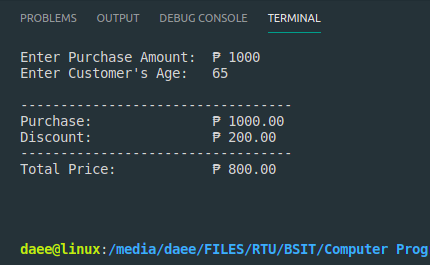 PROBLEMS OUTPUT DEBUG CONSOLE TERMINAL
Enter Purchase Amount: ₱ 1000
Enter Customer's Age: 65
----------------------------------
Purchase: ₱ 1000.00
Discount: ₱ 200.00
----------------------------------
Total Price: ₱ 800.00
daee@linux:/media/daee/FILES/RTU/BSIT/Computer Prog